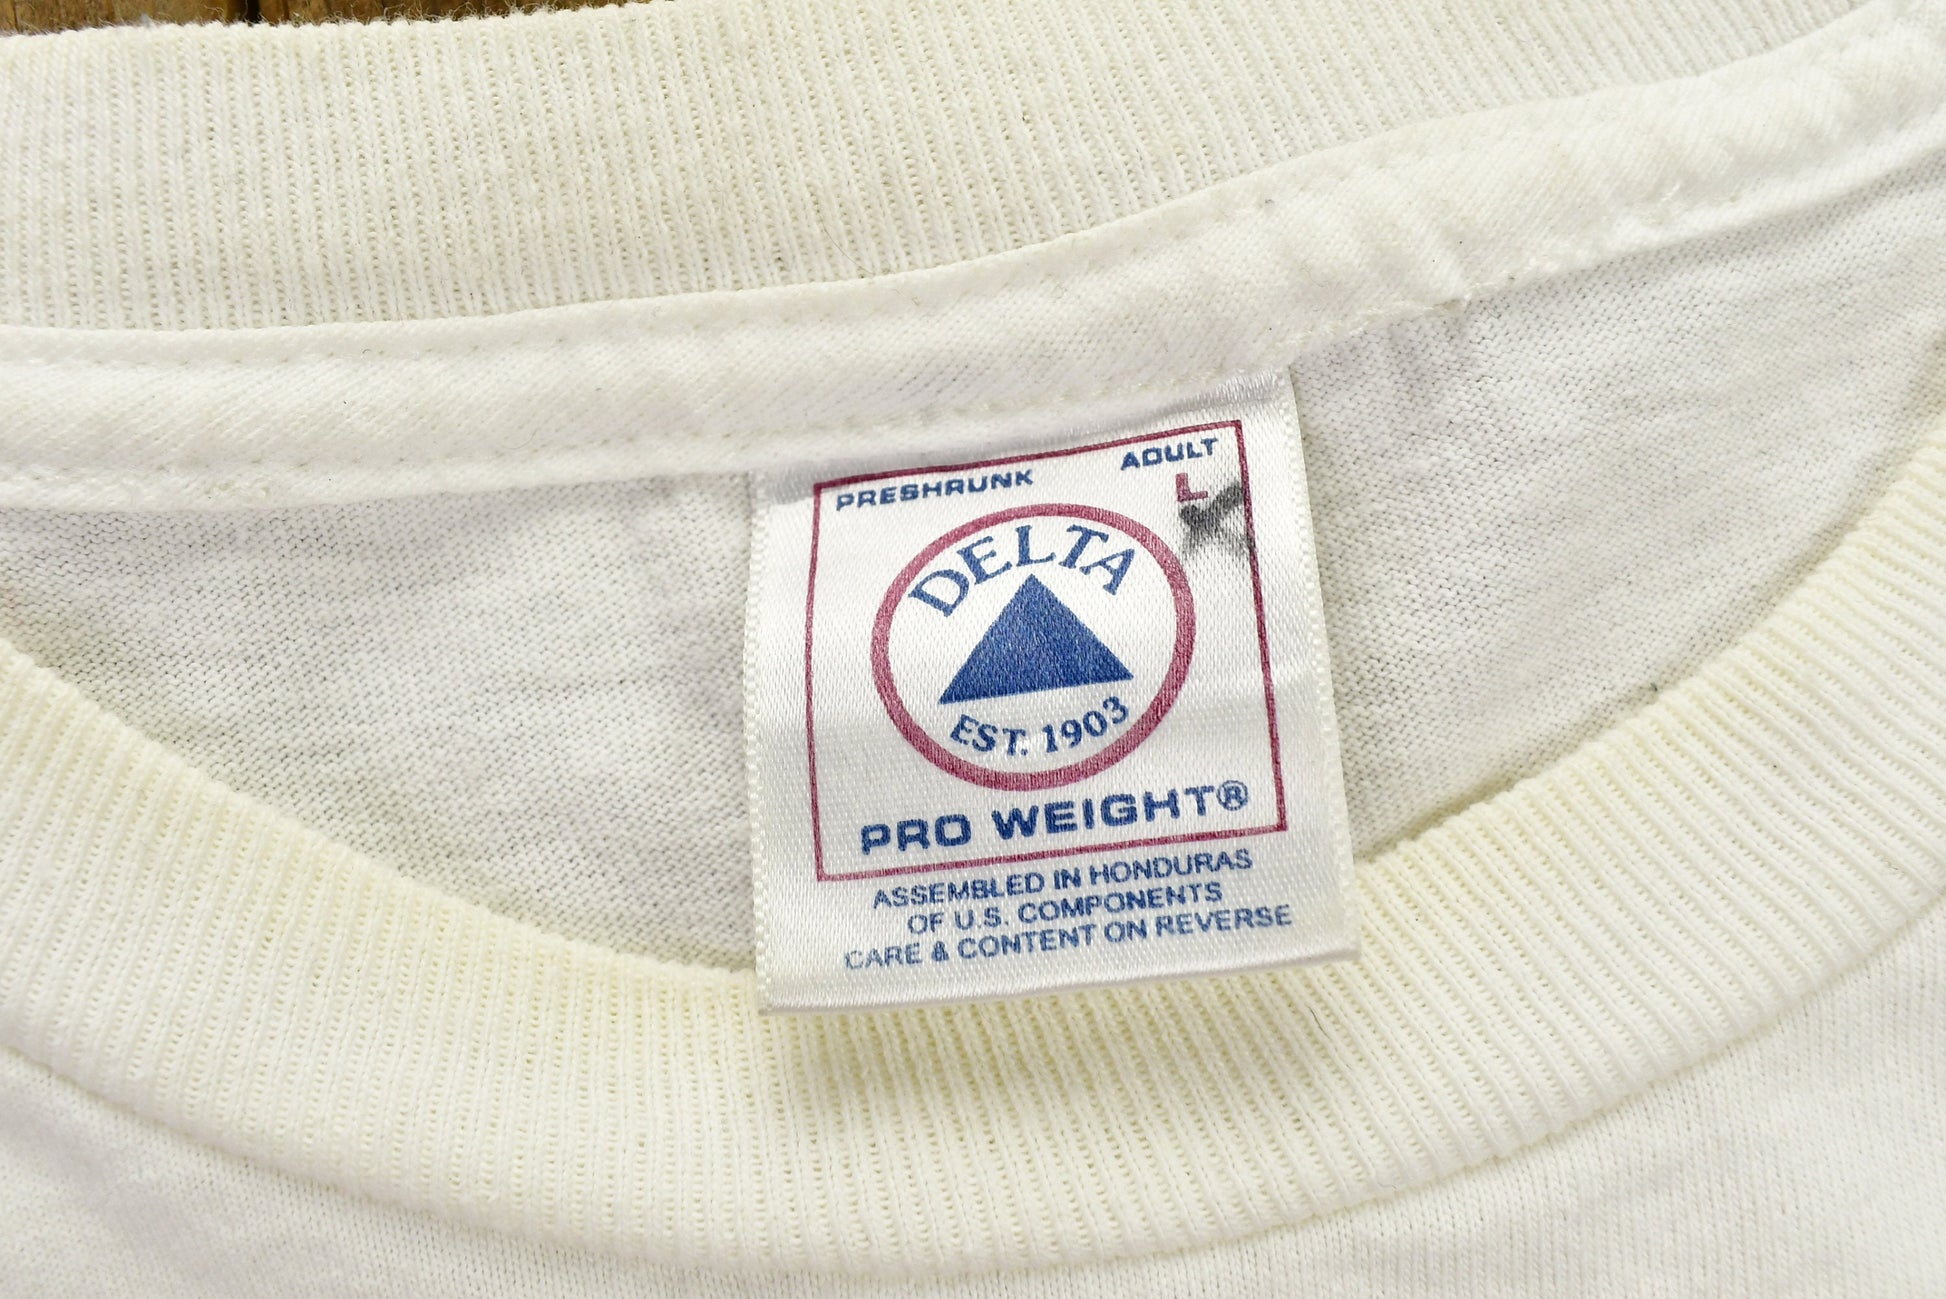 PRESHRUNK
ADULT
L
DELTA
EST. 1903
PRO WEIGHT®
ASSEMBLED IN HONDURAS
OF U.S. COMPONENTS
CARE & CONTENT ON REVERSE